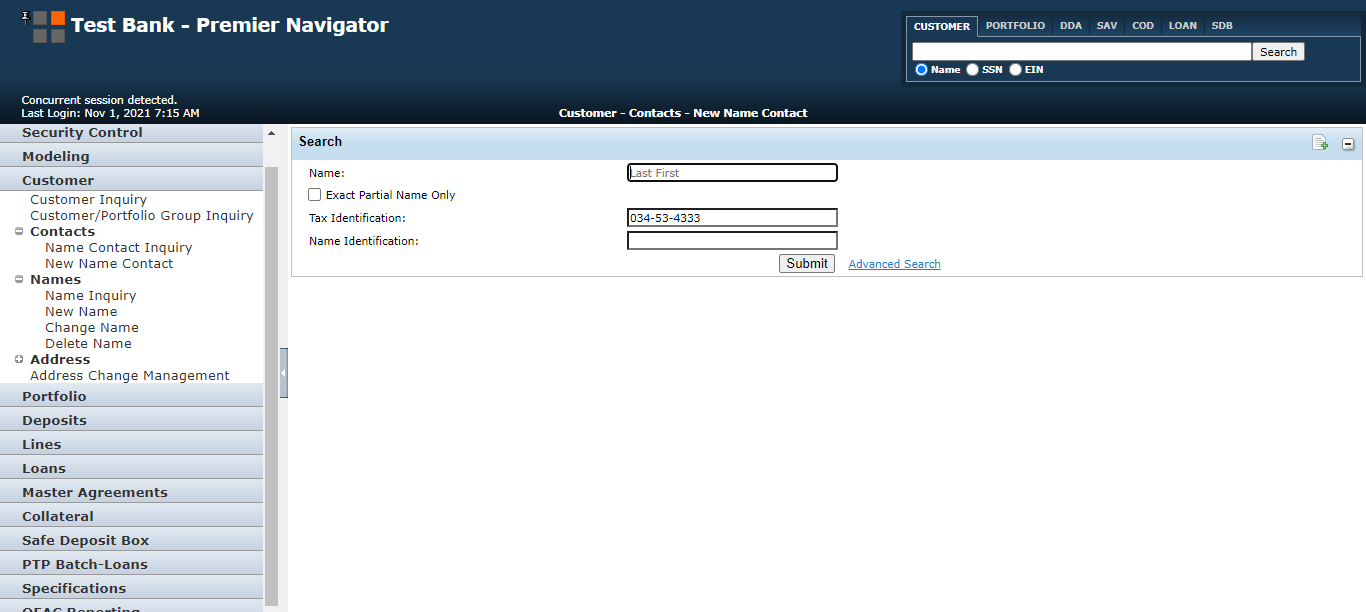 Test Bank - Premier Navigator
CUSTOMER PORTFOLIO DDA SAV COD LOAN SDB
Search
Name SSN EIN
Concurrent session detected.
Last Login: Nov 1, 2021 7:15 AM
Customer - Contacts - New Name Contact
Security Control
Modeling
Customer
Customer Inquiry
Customer/Portfolio Group Inquiry
Contacts
Name Contact Inquiry
New Name Contact
Names
Name Inquiry
New Name
Change Name
Delete Name
Address
Address Change Management
Portfolio
Deposits
Lines
Loans
Master Agreements
Collateral
Safe Deposit Box
PTP Batch-Loans
Specifications
OFAC Reporting
Search
Name: Last First
Exact Partial Name Only
Tax Identification: 034-53-4333
Name Identification:
Submit Advanced Search